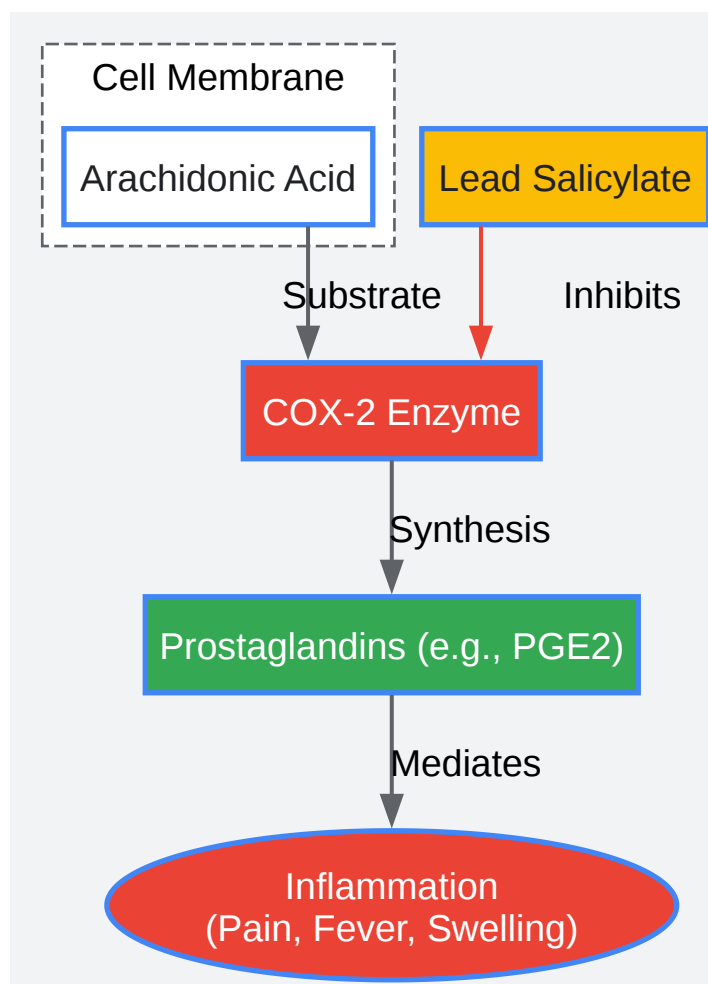 Cell Membrane
Arachidonic Acid
Lead Salicylate
Substrate
Inhibits
COX-2 Enzyme
Synthesis
Prostaglandins (e.g., PGE2)
Mediates
Inflammation
(Pain, Fever, Swelling)